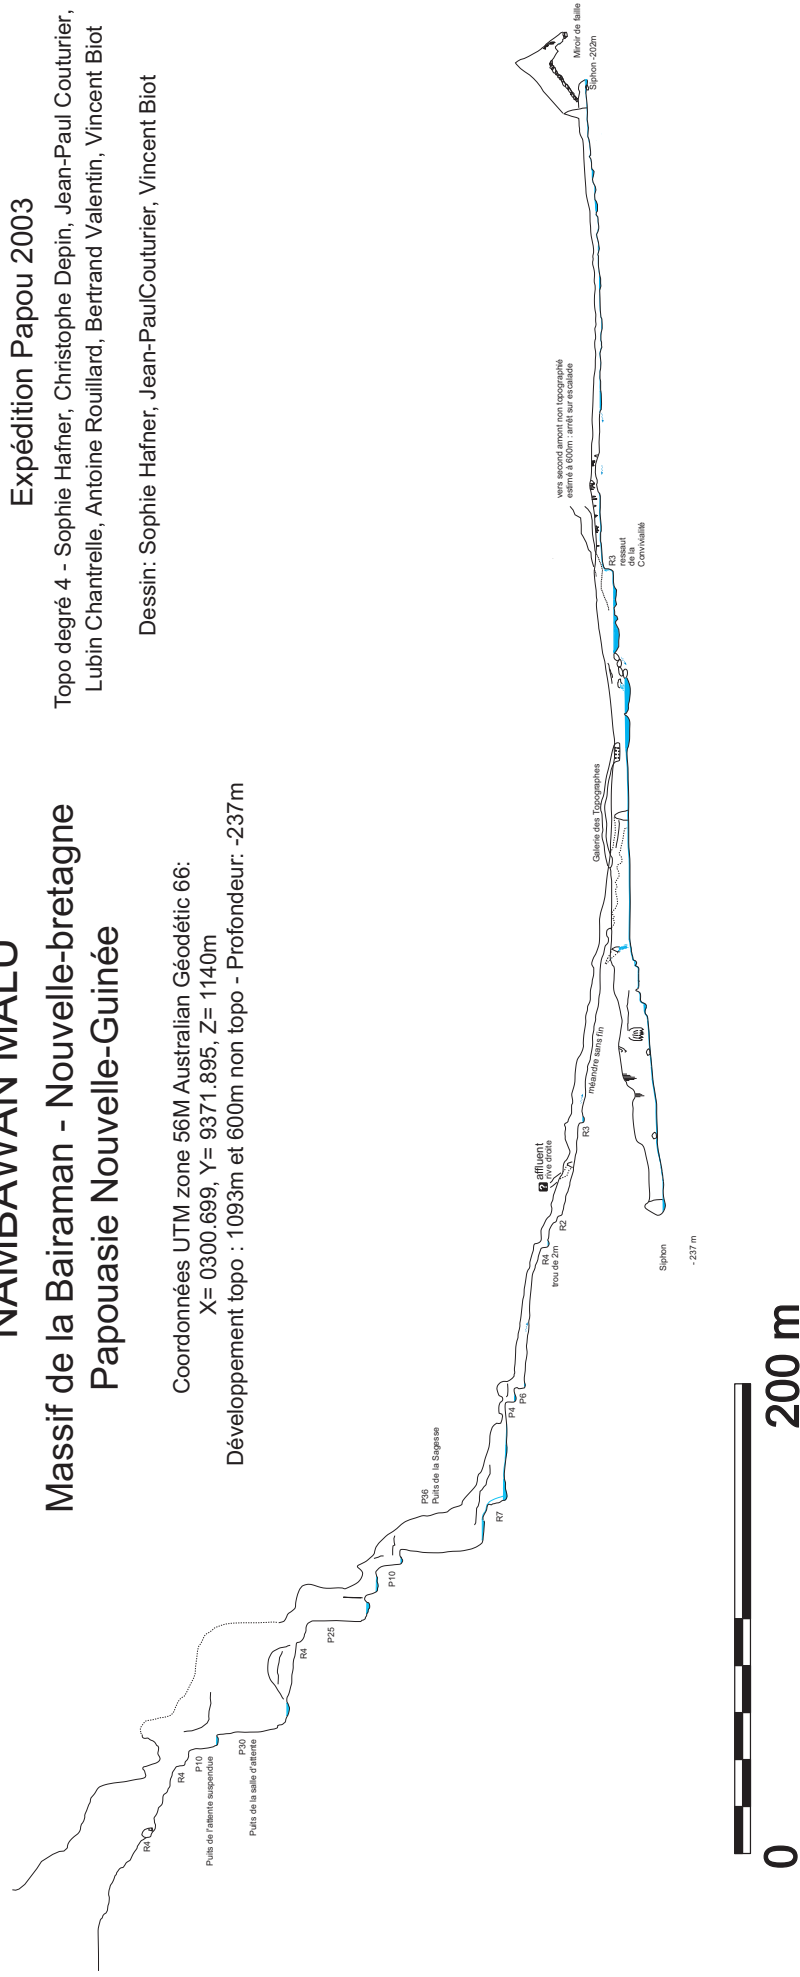 NAMBAWAN MALU
Massif de la Bairaman - Nouvelle-bretagne
Papouasie Nouvelle-Guinée
Coordonnées UTM zone 56M Australian Géodétic 66:
X= 0300.699, Y= 9371.895, Z= 1140m
Développement topo : 1093m et 600m non topo - Profondeur: -237m
Expédition Papou 2003
Topo degré 4 - Sophie Hafner, Christophe Depin, Jean-Paul Couturier,
Lubin Chantrelle, Antoine Rouillard, Bertrand Valentin, Vincent Biot
Dessin: Sophie Hafner, Jean-PaulCouturier, Vincent Biot
R4
R4
P10
Puits de l'attente suspendue
P30
Puits de la salle d'attente
R4
P25
P10
P36
Puits de la Sagesse
R7
P4
P6
R4
trou de 2m
R2
? affluent
rive droite
R3
méandre sans fin
Galerie des Topographes
Siphon
- 237 m
R3
ressaut
de la
Convivialité
vers second amont non topographié
estimé à 600m : arrêt sur escalade
Miroir de faille
Siphon -202m
0
200 m